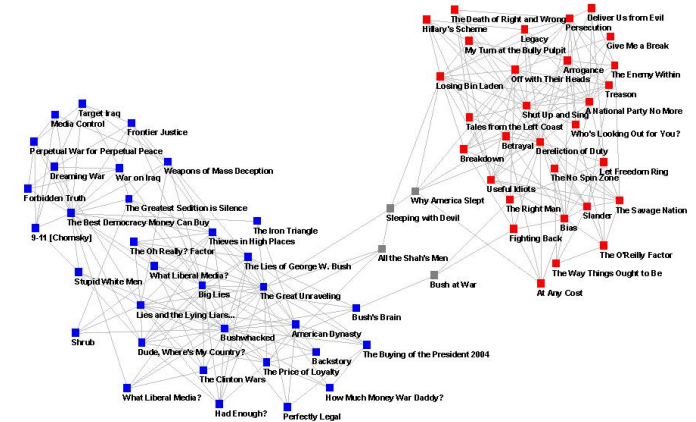 The Death of Right and Wrong
Deliver Us from Evil
Hillary's Scheme
Persecution
Legacy
Give Me a Break
My Turn at the Bully Pulpit
Arrogance
The Enemy Within
Off with Their Heads
Losing Bin Laden
Treason
Shut Up and Sing
A National Party No More
Tales from the Left Coast
Who's Looking Out for You?
Betrayal
Dereliction of Duty
Breakdown
The No Spin Zone
Let Freedom Ring
Useful Idiots
The Right Man
Slander
The Savage Nation
Bias
Fighting Back
The O'Reilly Factor
The Way Things Ought to Be
At Any Cost
Why America Slept
Sleeping with Devil
All the Shah's Men
Bush at War
Target Iraq
Media Control
Frontier Justice
Perpetual War for Perpetual Peace
Dreaming War
War on Iraq
Weapons of Mass Deception
Forbidden Truth
The Greatest Sedition is Silence
The Best Democracy Money Can Buy
The Iron Triangle
9-11 [Chomsky]
Thieves in High Places
The Oh Really? Factor
The Lies of George W. Bush
What Liberal Media?
Stupid White Men
Big Lies
The Great Unraveling
Lies and the Lying Liars...
Bush's Brain
Bushwhacked
American Dynasty
Shrub
Dude, Where's My Country?
Backstory
The Buying of the President 2004
The Price of Loyalty
The Clinton Wars
What Liberal Media?
How Much Money War Daddy?
Had Enough?
Perfectly Legal